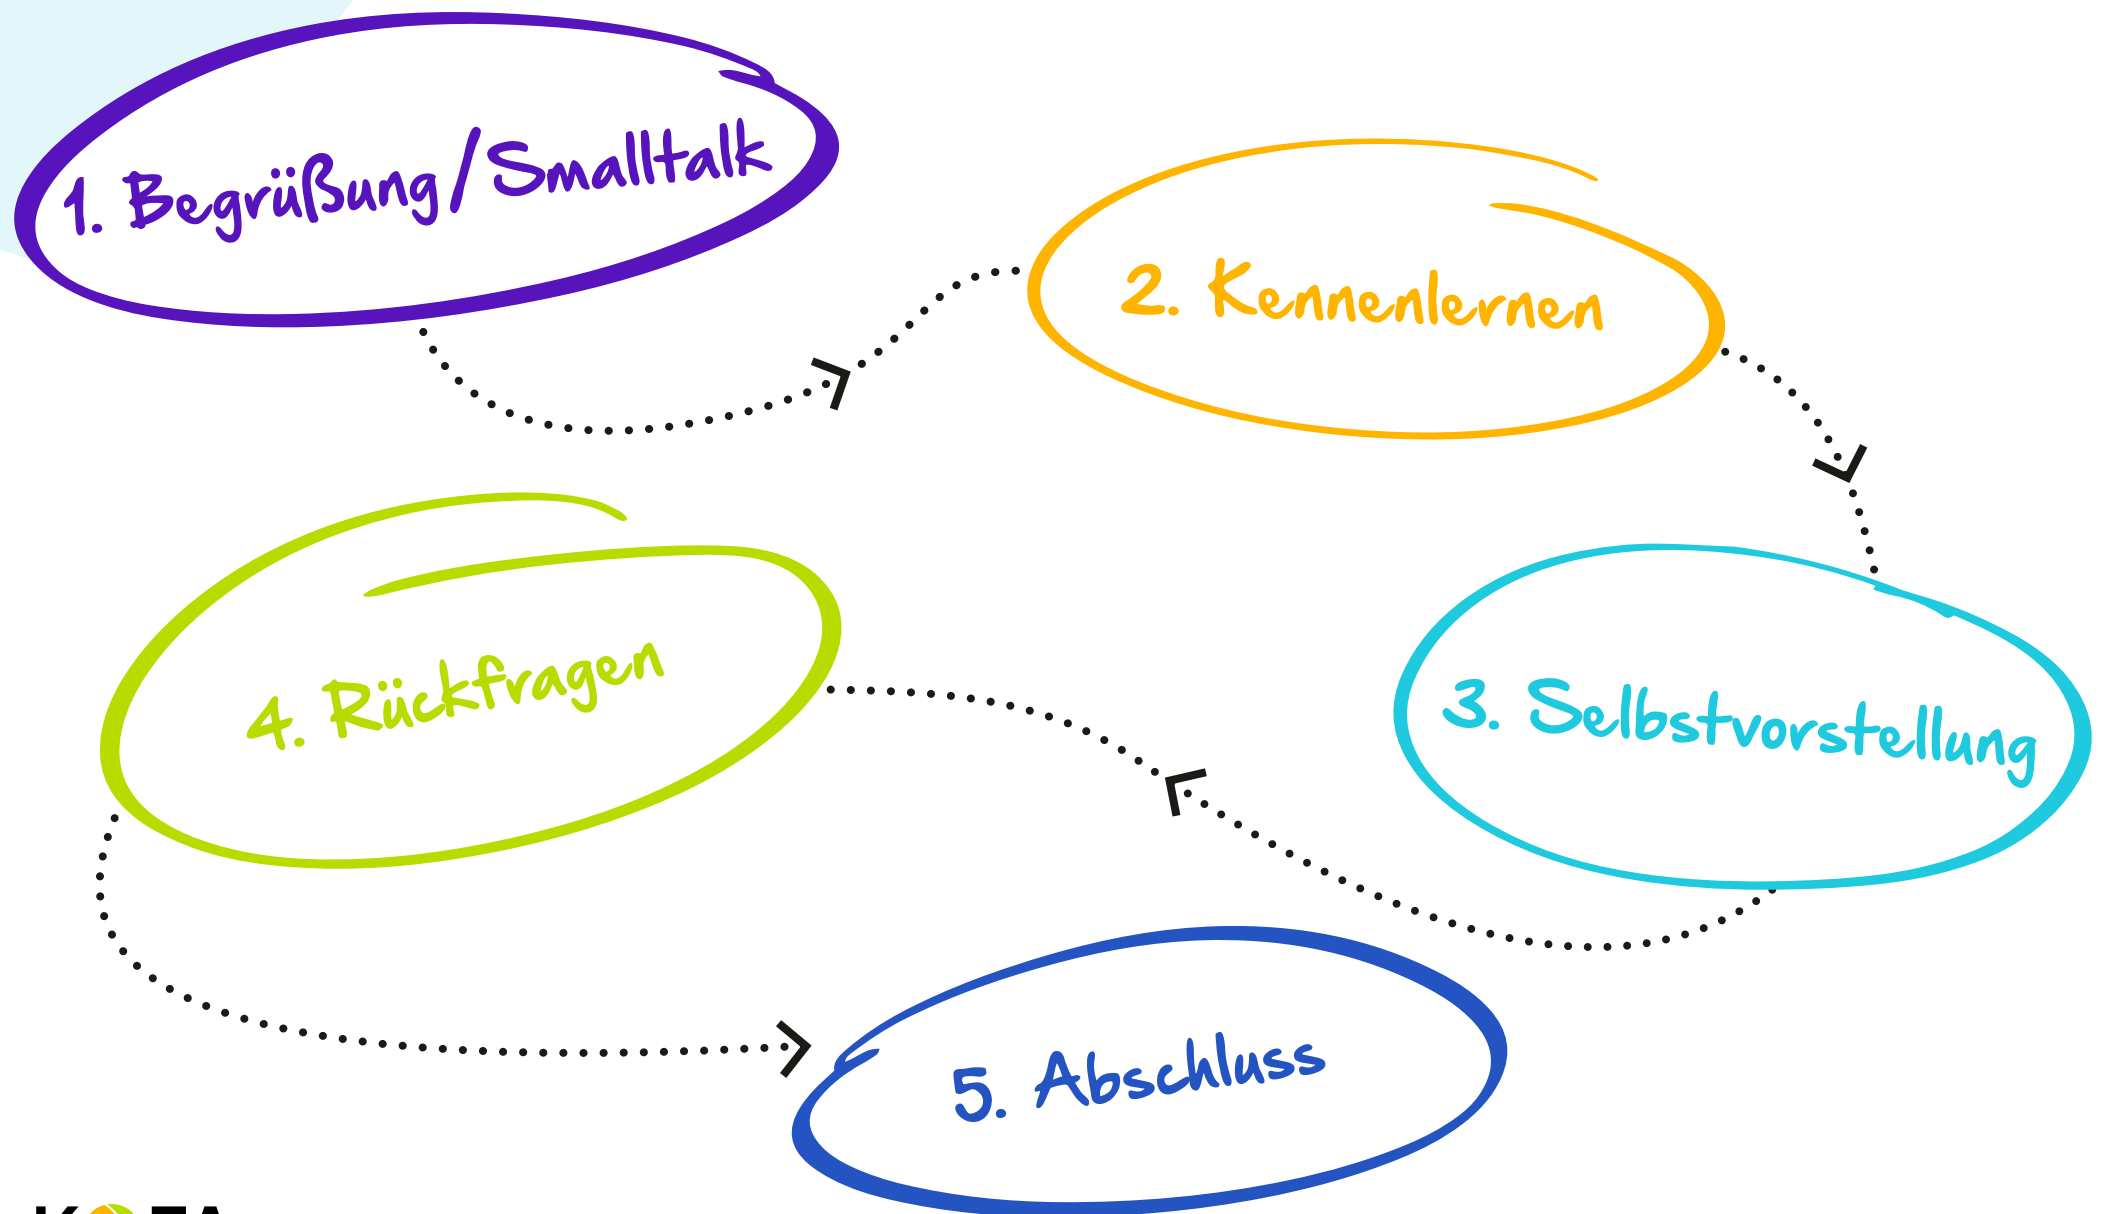 1. Begrüßung/Smalltalk
2. Kennenlernen
3. Selbstvorstellung
4. Rückfragen
5. Abschluss